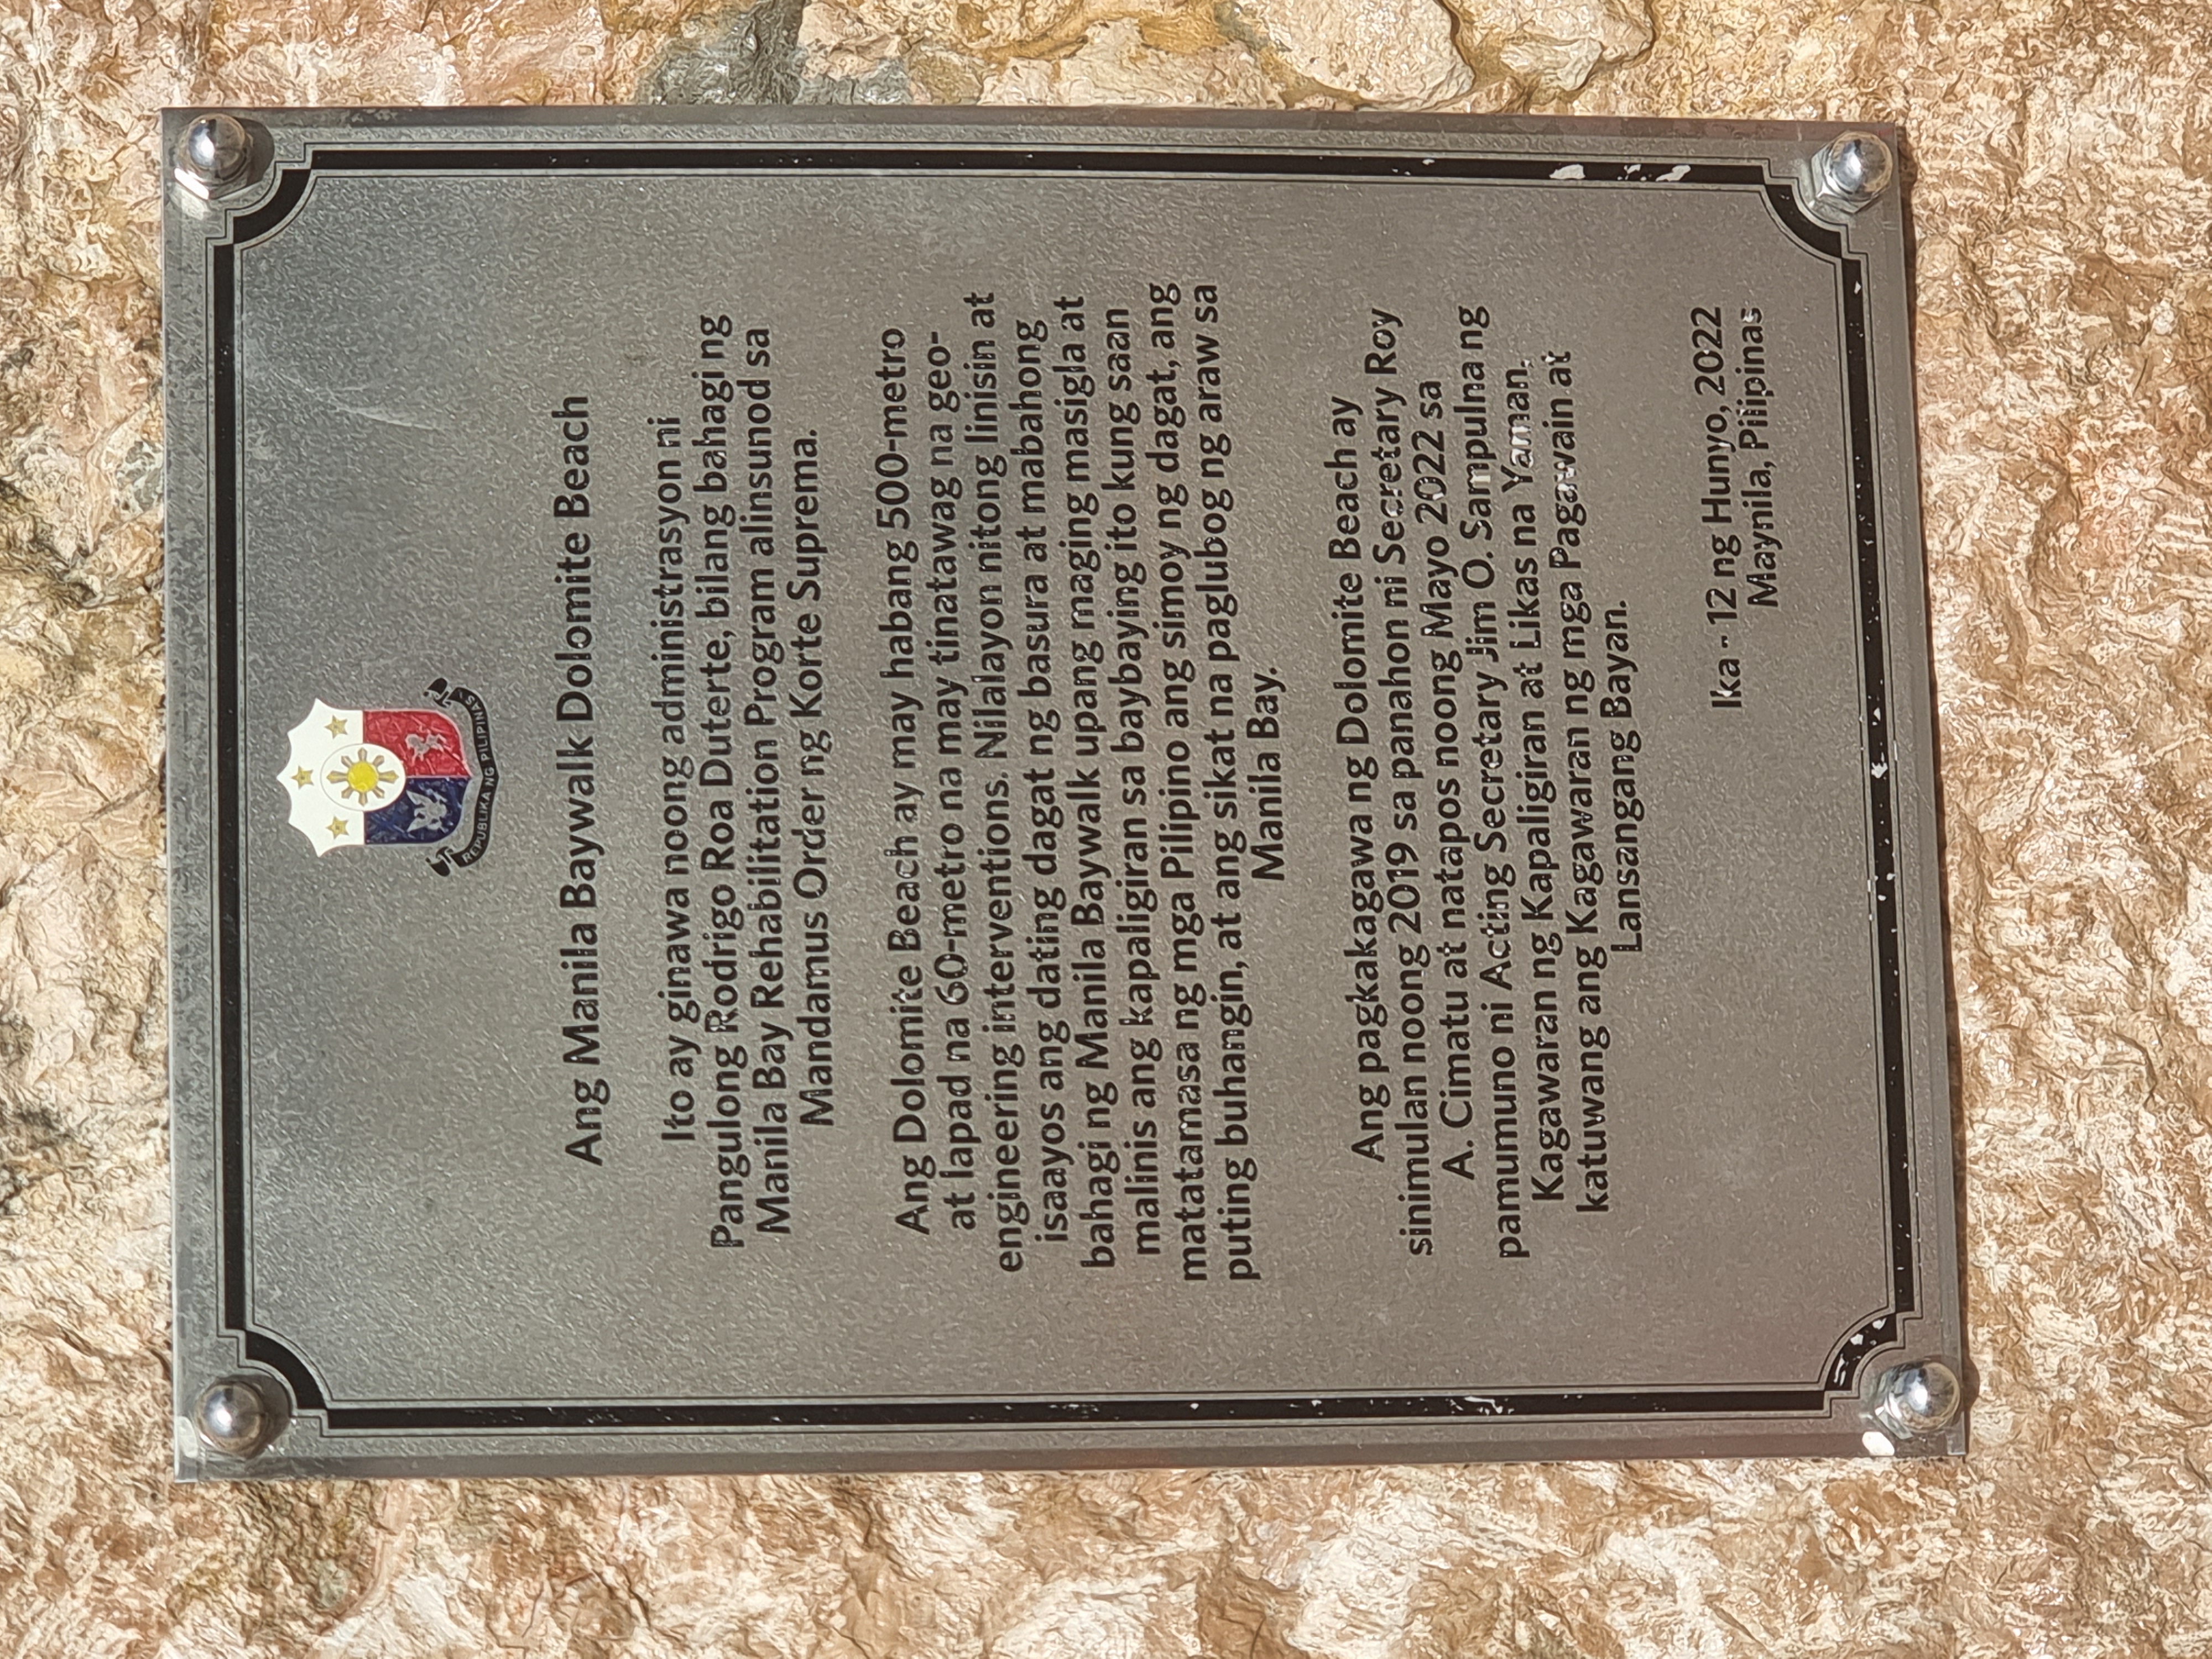 REPUBLIKA NG PILIPINAS
Ang Manila Baywalk Dolomite Beach
Ito ay ginawa noong administrasyon ni
Pangulong Rodrigo Roa Duterte, bilang bahagi ng
Manila Bay Rehabilitation Program alinsunod sa
Mandamus Order ng Korte Suprema.
Ang Dolomite Beach ay may habang 500-metro
at lapad na 60-metro na may tinatawag na geo-
engineering interventions. Nilalayon nitong linisin at
isaayos ang dating dagat ng basura at mabahong
bahagi ng Manila Baywalk upang maging masigla at
malinis ang kapaligiran sa baybaying ito kung saan
matatamasa ng mga Pilipino ang simoy ng dagat, ang
puting buhangin, at ang sikat na paglubog ng araw sa
Manila Bay.
Ang pagkakagawa ng Dolomite Beach ay
sinimulan noong 2019 sa panahon ni Secretary Roy
A. Cimatu at natapos noong Mayo 2022 sa
pamumuno ni Acting Secretary Jim O. Sampulna ng
Kagawaran ng Kapaligiran at Likas na Yaman,
katuwang ang Kagawaran ng mga Pagawain at
Lansangang Bayan.
Ika - 12 ng Hunyo, 2022
Maynila, Pilipinas